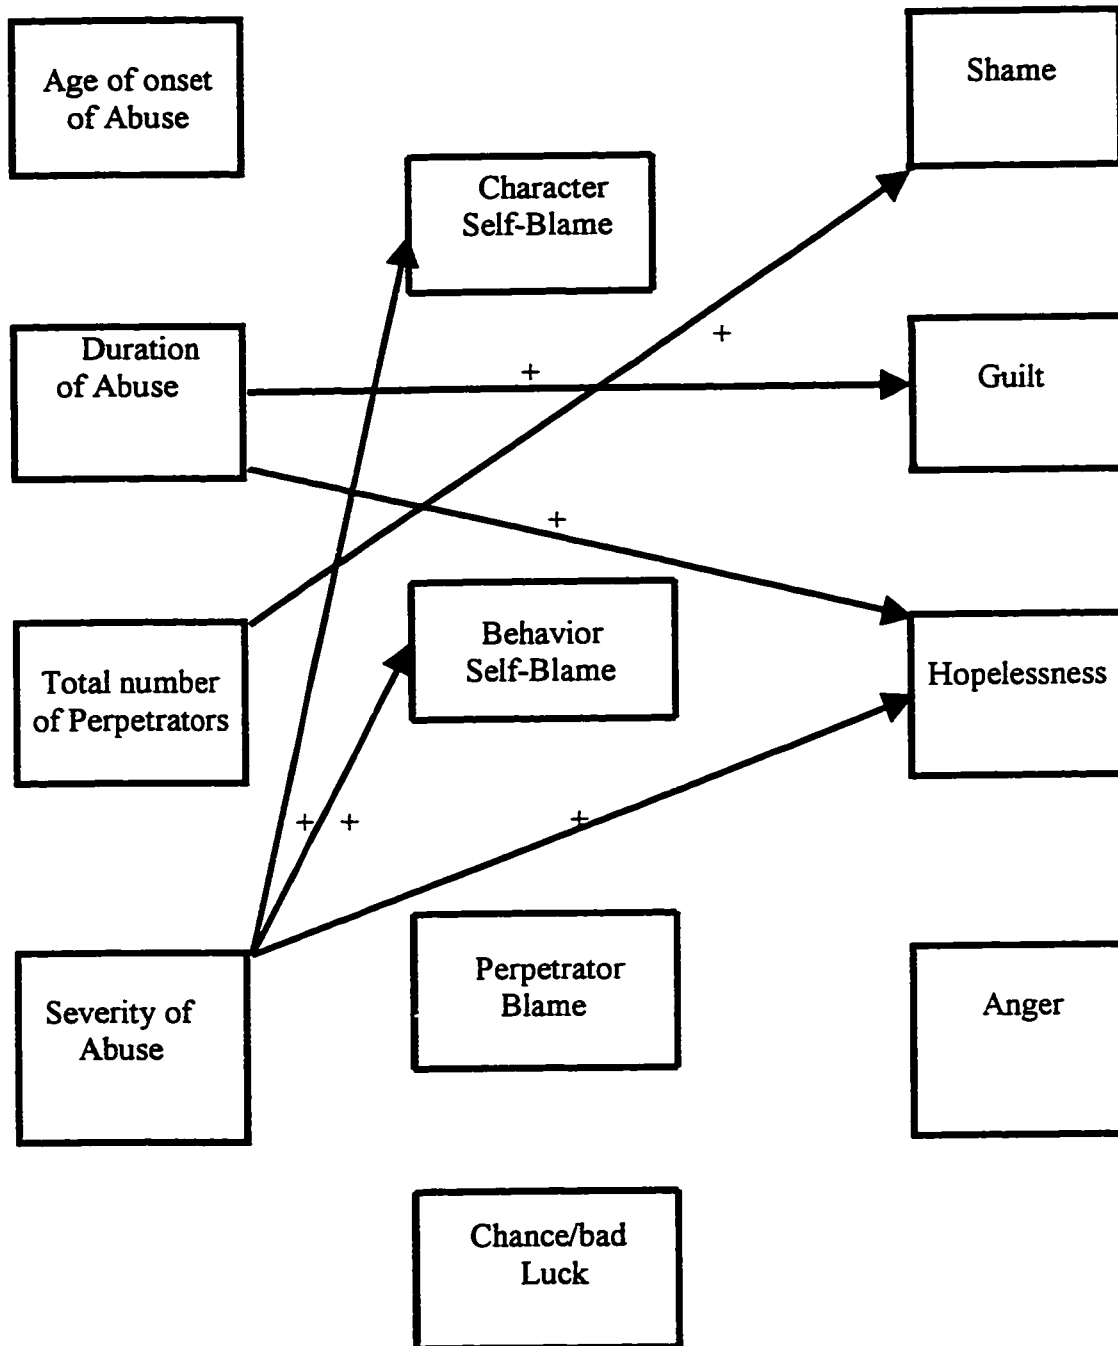 Age of onset
of Abuse
Shame
Character
Self-Blame
+
Duration
of Abuse
+
Guilt
+
Total number
of Perpetrators
Behavior
Self-Blame
Hopelessness
+ +
+
Severity of
Abuse
Perpetrator
Blame
Anger
Chance/bad
Luck